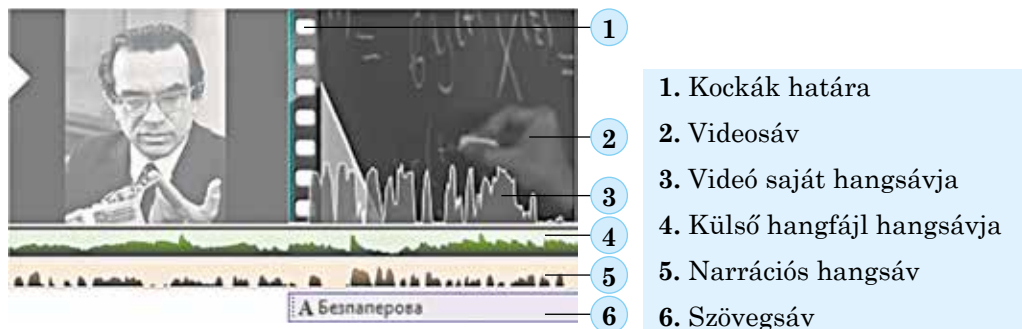 1
2
3
4
5
6
А Безпаперова
1. Kockák határa
2. Videosáv
3. Videó saját hangsávja
4. Külső hangfájl hangsávja
5. Narrációs hangsáv
6. Szövegsáv